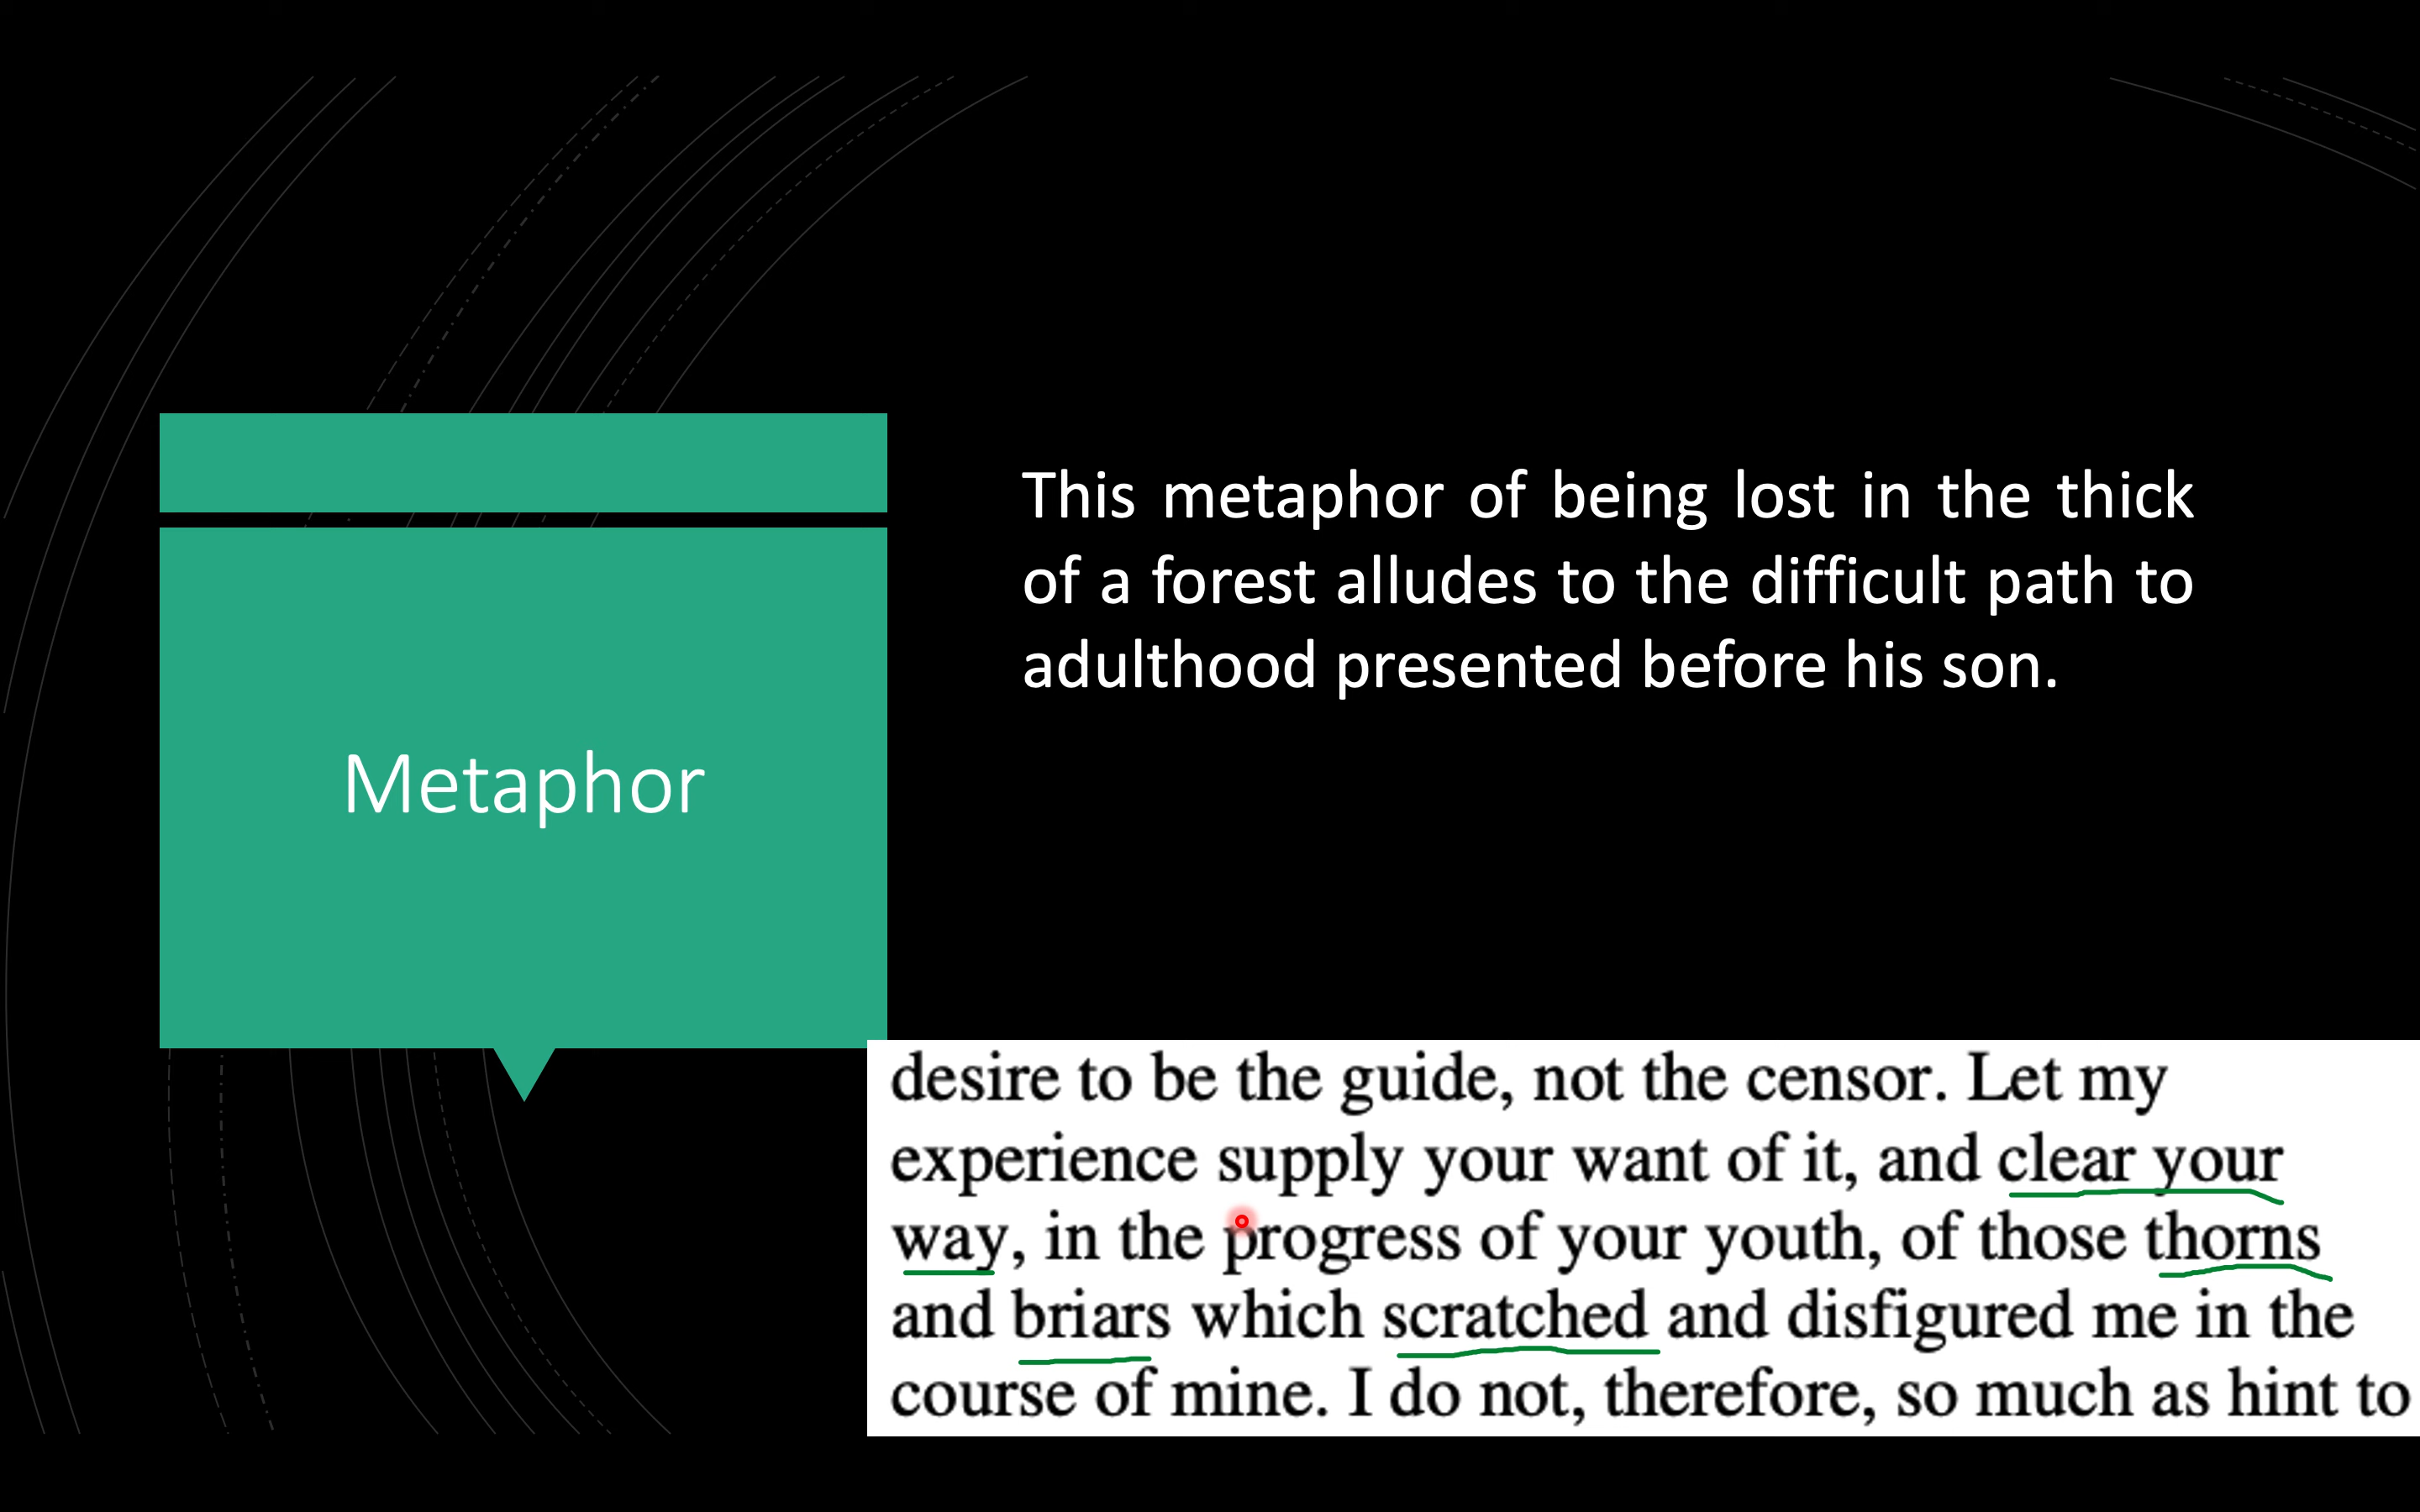 Metaphor
This metaphor of being lost in the thick
of a forest alludes to the difficult path to
adulthood presented before his son.
desire to be the guide, not the censor. Let my
experience supply your want of it, and clear your
way, in the progress of your youth, of those thorns
and briars which scratched and disfigured me in the
course of mine. I do not, therefore, so much as hint to